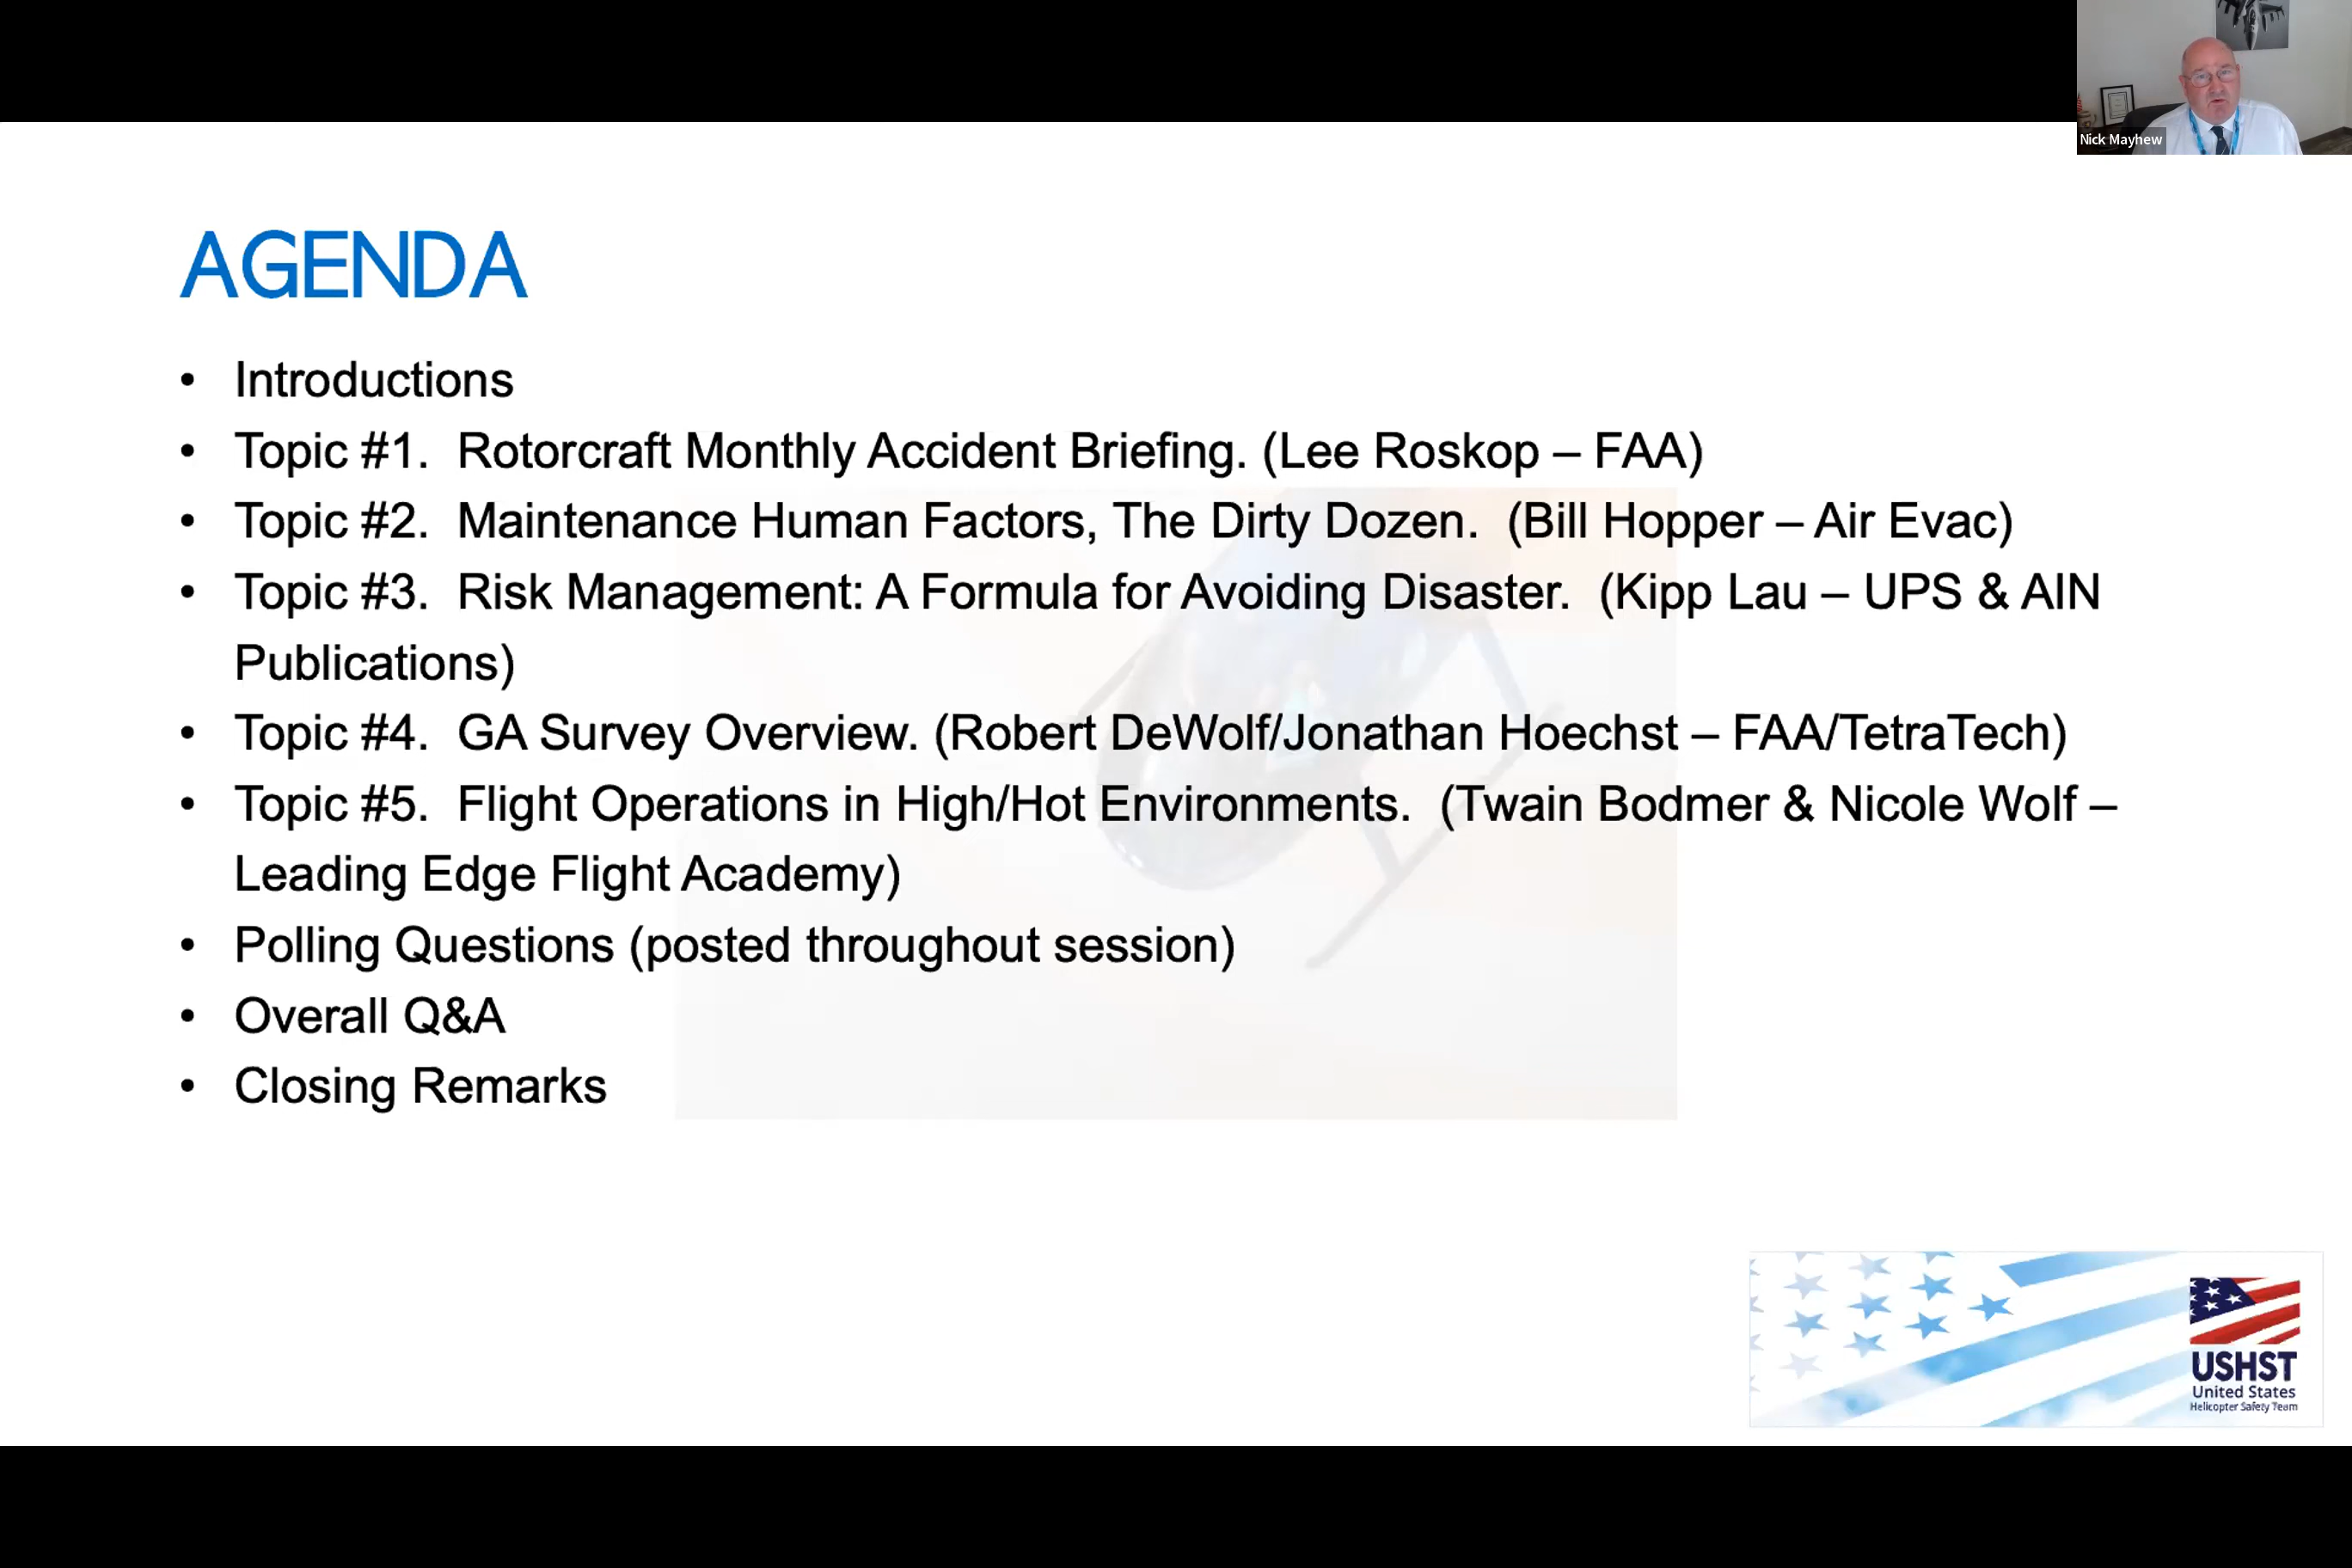 Nick Mayhew
AGENDA
• Introductions
• Topic #1.  Rotorcraft Monthly Accident Briefing. (Lee Roskop – FAA)
• Topic #2.  Maintenance Human Factors, The Dirty Dozen.  (Bill Hopper – Air Evac)
• Topic #3.  Risk Management: A Formula for Avoiding Disaster.  (Kipp Lau – UPS & AIN
Publications)
• Topic #4.  GA Survey Overview. (Robert DeWolf/Jonathan Hoechst – FAA/TetraTech)
• Topic #5.  Flight Operations in High/Hot Environments.  (Twain Bodmer & Nicole Wolf –
Leading Edge Flight Academy)
• Polling Questions (posted throughout session)
• Overall Q&A
• Closing Remarks
USHST
United States
Helicopter Safety Team